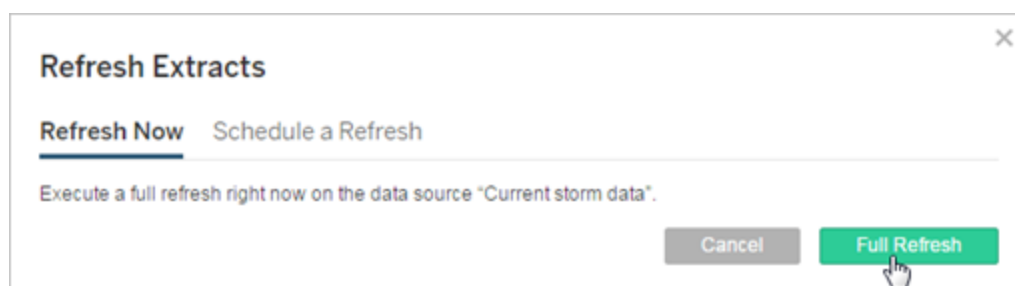 Refresh Extracts
Refresh Now Schedule a Refresh
Execute a full refresh right now on the data source “Current storm data”.
Cancel Full Refresh